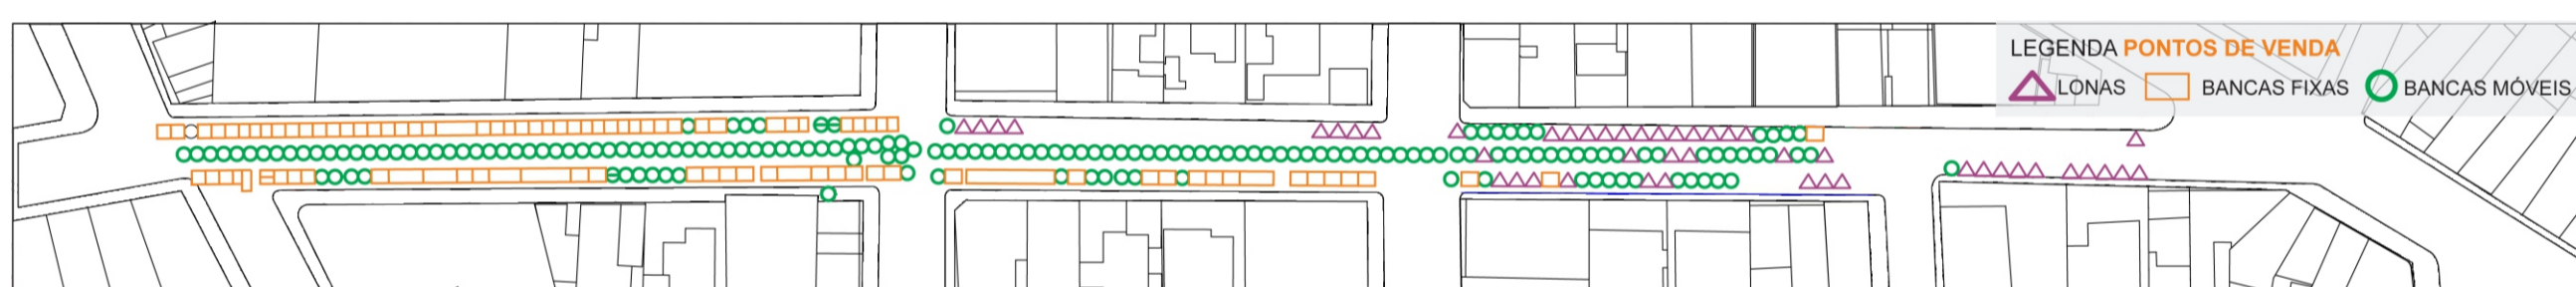 LEGENDA PONTOS DE VENDA
LONAS BANCAS FIXAS BANCAS MÓVEIS